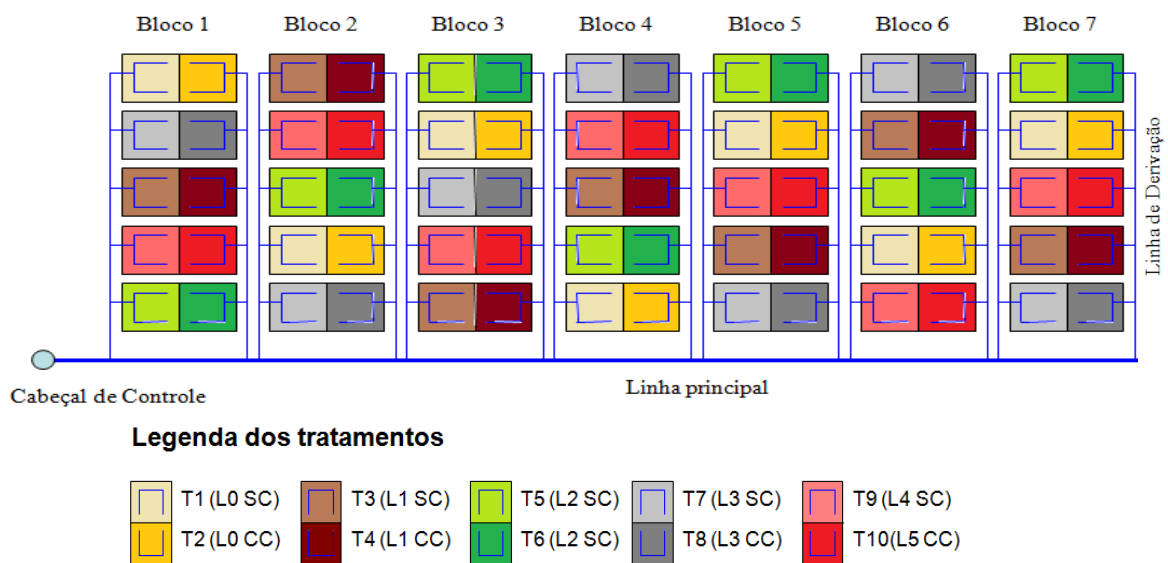 Bloco 1 Bloco 2 Bloco 3 Bloco 4 Bloco 5 Bloco 6 Bloco 7
Linha de Derivação
Linha principal
Cabeçal de Controle
Legenda dos tratamentos
T1 (L0 SC) T3 (L1 SC) T5 (L2 SC) T7 (L3 SC) T9 (L4 SC)
T2 (L0 CC) T4 (L1 CC) T6 (L2 SC) T8 (L3 CC) T10(L5 CC)